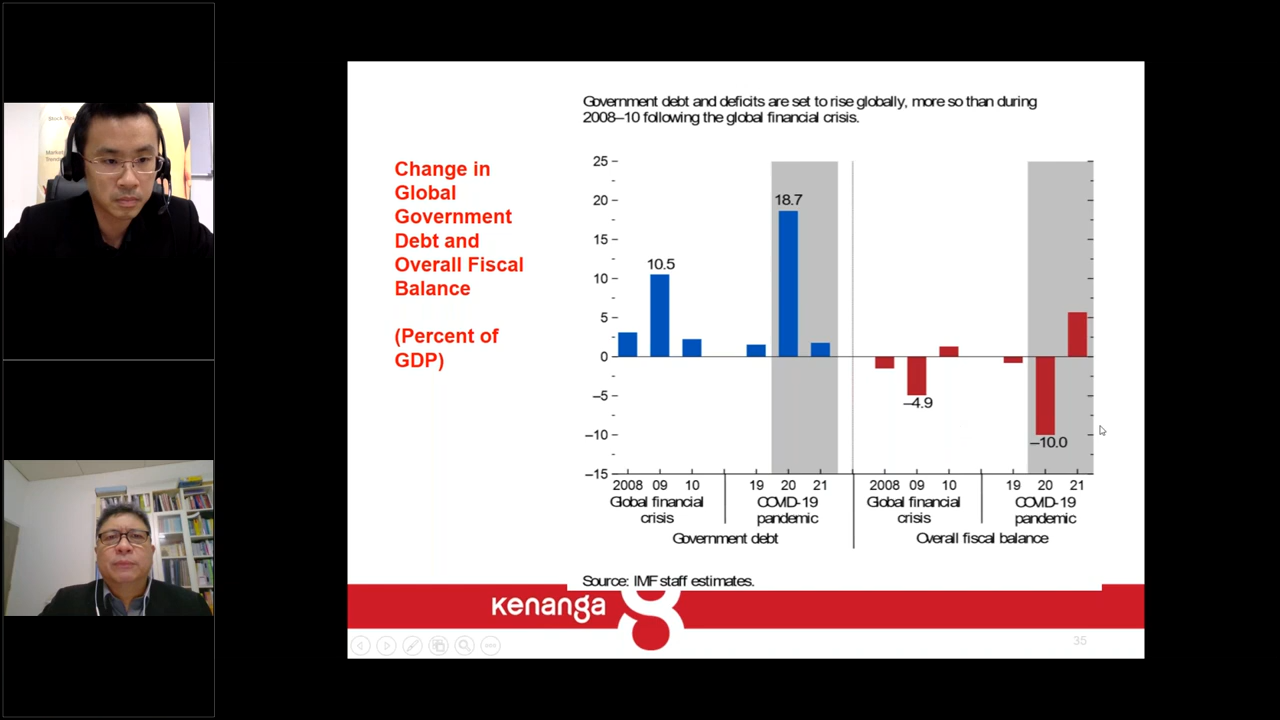 Stock
Market
Trends
Government debt and deficits are set to rise globally, more so than during
2008–10 following the global financial crisis.
Change in
Global
Government
Debt and
Overall Fiscal
Balance
(Percent of
GDP)
25
20
15
10
5
0
–5
–10
–15
10.5
18.7
–4.9
–10.0
2008 09 10 19 20 21 2008 09 10 19 20 21
Global financial
crisis
COVID-19
pandemic
Global financial
crisis
COVID-19
pandemic
Government debt
Overall fiscal balance
Source: IMF staff estimates.
kenanga
35